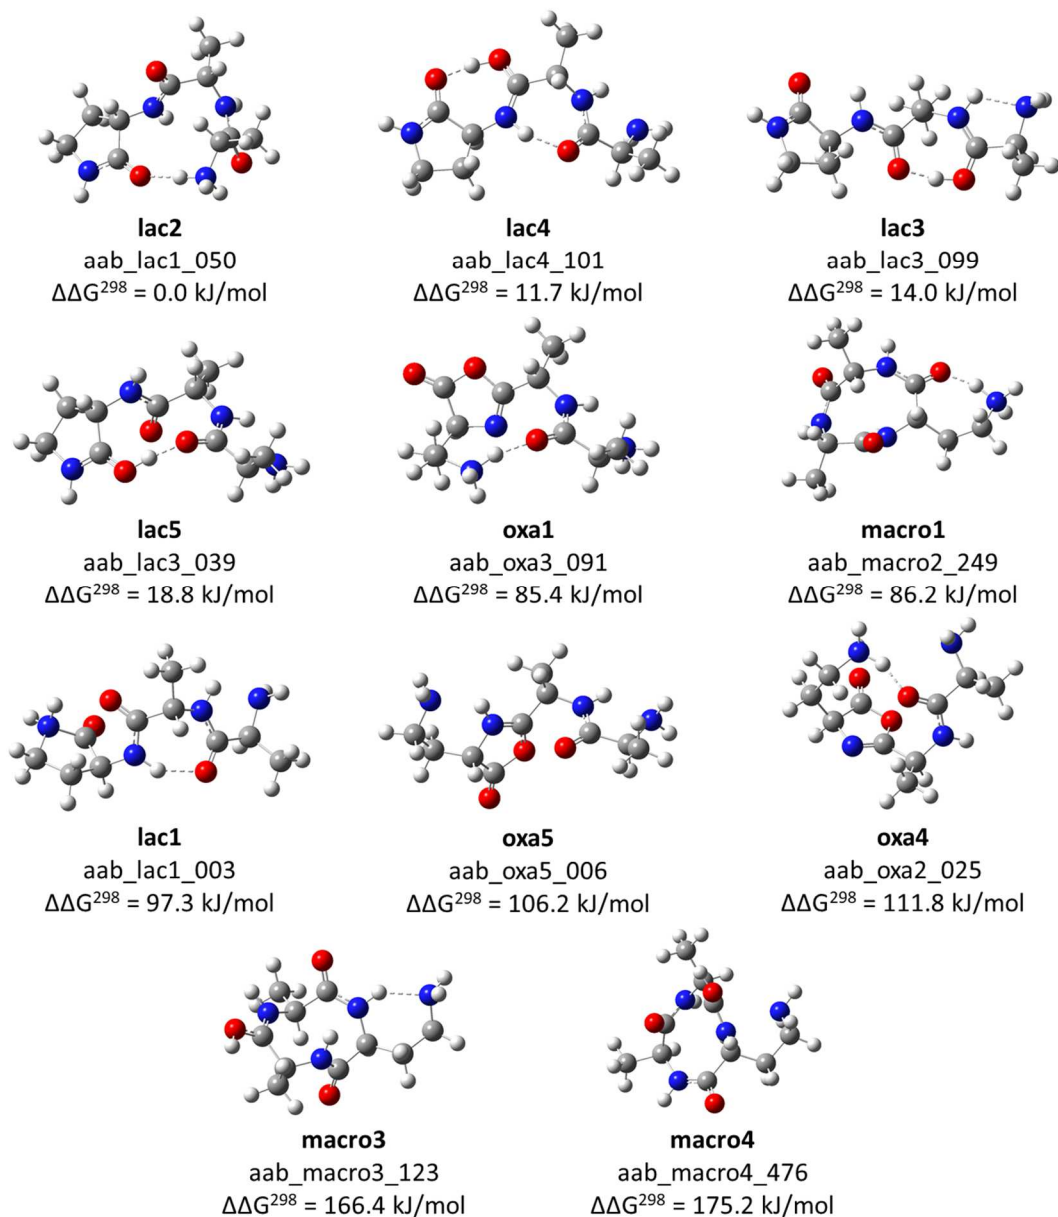 lac2
aab_lac1_050
ΔΔG²⁹⁸ = 0.0 kJ/mol
lac4
aab_lac4_101
ΔΔG²⁹⁸ = 11.7 kJ/mol
lac3
aab_lac3_099
ΔΔG²⁹⁸ = 14.0 kJ/mol
lac5
aab_lac3_039
ΔΔG²⁹⁸ = 18.8 kJ/mol
oxa1
aab_oxa3_091
ΔΔG²⁹⁸ = 85.4 kJ/mol
macro1
aab_macro2_249
ΔΔG²⁹⁸ = 86.2 kJ/mol
lac1
aab_lac1_003
ΔΔG²⁹⁸ = 97.3 kJ/mol
oxa5
aab_oxa5_006
ΔΔG²⁹⁸ = 106.2 kJ/mol
oxa4
aab_oxa2_025
ΔΔG²⁹⁸ = 111.8 kJ/mol
macro3
aab_macro3_123
ΔΔG²⁹⁸ = 166.4 kJ/mol
macro4
aab_macro4_476
ΔΔG²⁹⁸ = 175.2 kJ/mol